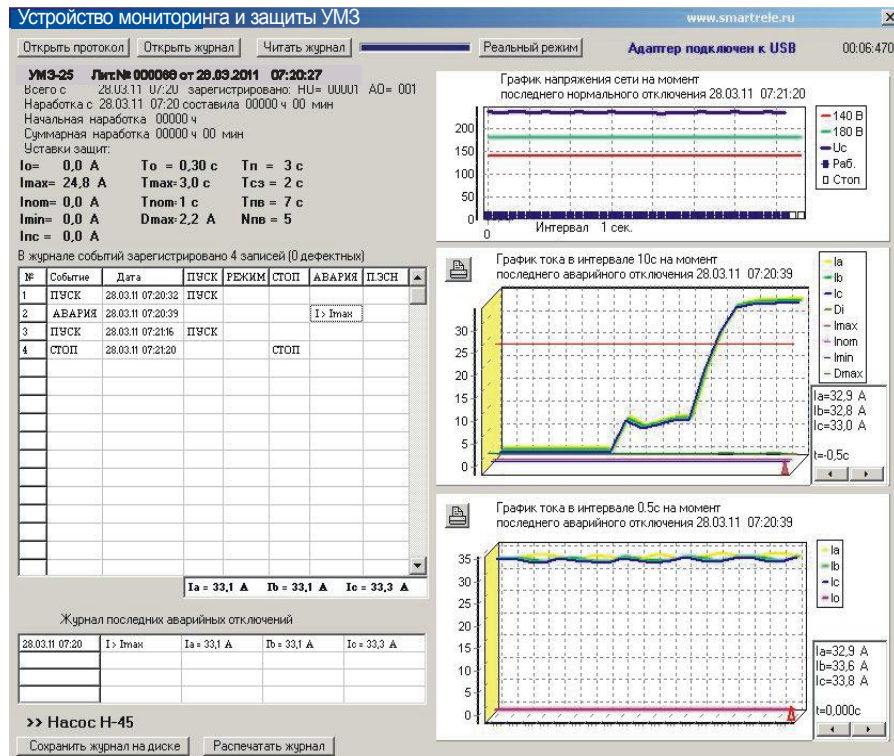 Устройство мониторинга и защиты УМЗ
www.smartrele.ru
Открыть протокол Открыть журнал Читать журнал Реальный режим Адаптер подключен к USB 00:06:470
УМЗ-25 Лит.№ 000068 от 28.03.2011 07:20:27
Всего с 28.03.11 07:20 зарегистрировано: НО= 00001 АО= 001
Наработка с 28.03.11 07:20 составила 00000 ч 00 мин
Начальная наработка 00000 ч
Суммарная наработка 00000 ч 00 мин
Уставки защит:
Io= 0,0 А To = 0,30 с Тп = 3 с
Imax= 24,8 А Tmax=3,0 с Тсз = 2 с
Inom= 0,0 А Tnom=1 с Тпв = 7 с
Imin= 0,0 А Dmax=2,2 А Nпв = 5
Iпс = 0,0 А
В журнале событий зарегистрировано 4 записей (0 дефектных)
№ Событие Дата ПУСК РЕЖИМ СТОП АВАРИЯ П.ЭСН
1 ПУСК 28.03.11 07:20:32 ПУСК
2 АВАРИЯ 28.03.11 07:20:39 I> Imax
3 ПУСК 28.03.11 07:21:16 ПУСК
4 СТОП 28.03.11 07:21:20 СТОП
Ia = 33,1 А Ib = 33,1 А Ic = 33,3 А
Журнал последних аварийных отключений
28.03.11 07:20 I> Imax Ia = 33,1 А Ib = 33,1 А Ic = 33,3 А
>> Насос Н-45
Сохранить журнал на диске Распечатать журнал
График напряжения сети на момент
последнего нормального отключения 28.03.11 07:21:20
200
150
100
50
0
0
Интервал 1 сек.
140 В
180 В
Uc
Раб.
Стоп
График тока в интервале 10с на момент
последнего аварийного отключения 28.03.11 07:20:39
30
25
20
15
10
5
0
Ia
Ib
Ic
Di
Imax
Inom
Imin
Dmax
Ia=32,9 А
Ib=32,8 А
Ic=33,0 А
t=-0,5с
График тока в интервале 0.5с на момент
последнего аварийного отключения 28.03.11 07:20:39
35
30
25
20
15
10
5
0
Ia
Ib
Ic
Io
Ia=32,9 А
Ib=33,6 А
Ic=33,8 А
t=0,000с